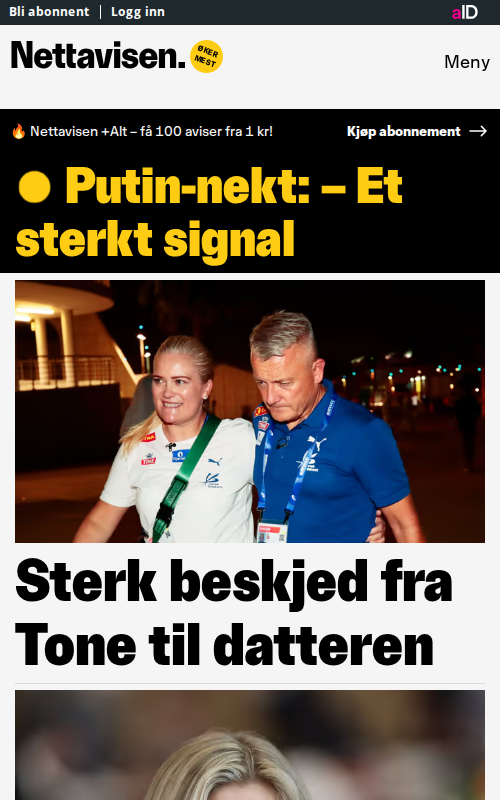 Bli abonnent | Logg inn
aID
Nettavisen.
ØKER
MEST
Meny
🔥 Nettavisen +Alt – få 100 aviser fra 1 kr!
Kjøp abonnement →
Putin-nekt: – Et
sterkt signal
Sterk beskjed fra
Tone til datteren